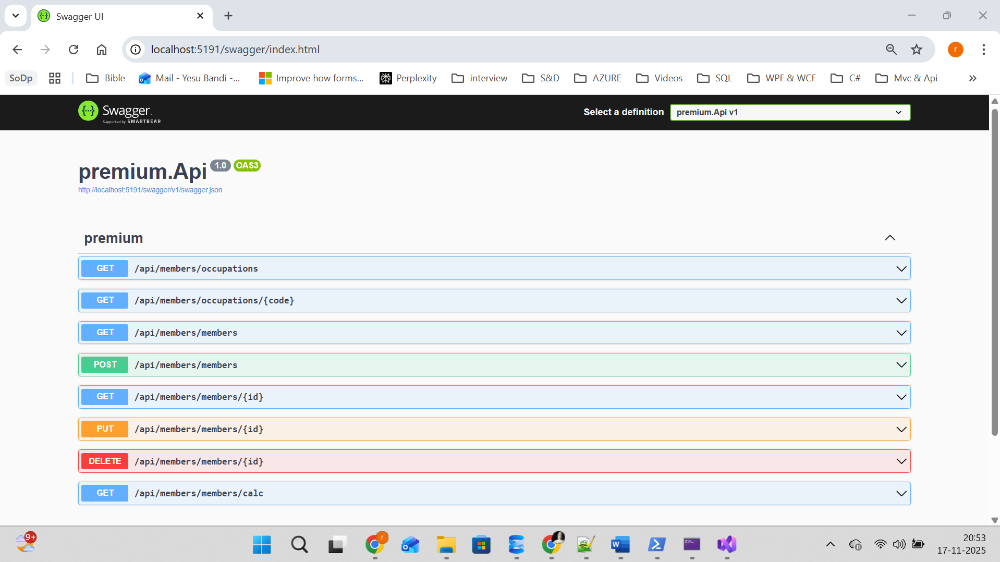 Swagger UI
localhost:5191/swagger/index.html
r
SoDp
Bible
Mail - Yesu Bandi -...
Improve how forms...
Perplexity
interview
S&D
AZURE
Videos
SQL
WPF & WCF
C#
Mvc & Api
Swagger.
Supported by SMARTBEAR
Select a definition
premium.Api v1
premium.Api 1.0 OAS3
http://localhost:5191/swagger/v1/swagger.json
premium
GET /api/members/occupations
GET /api/members/occupations/{code}
GET /api/members/members
POST /api/members/members
GET /api/members/members/{id}
PUT /api/members/members/{id}
DELETE /api/members/members/{id}
GET /api/members/members/calc
9+
r
20:53
17-11-2025